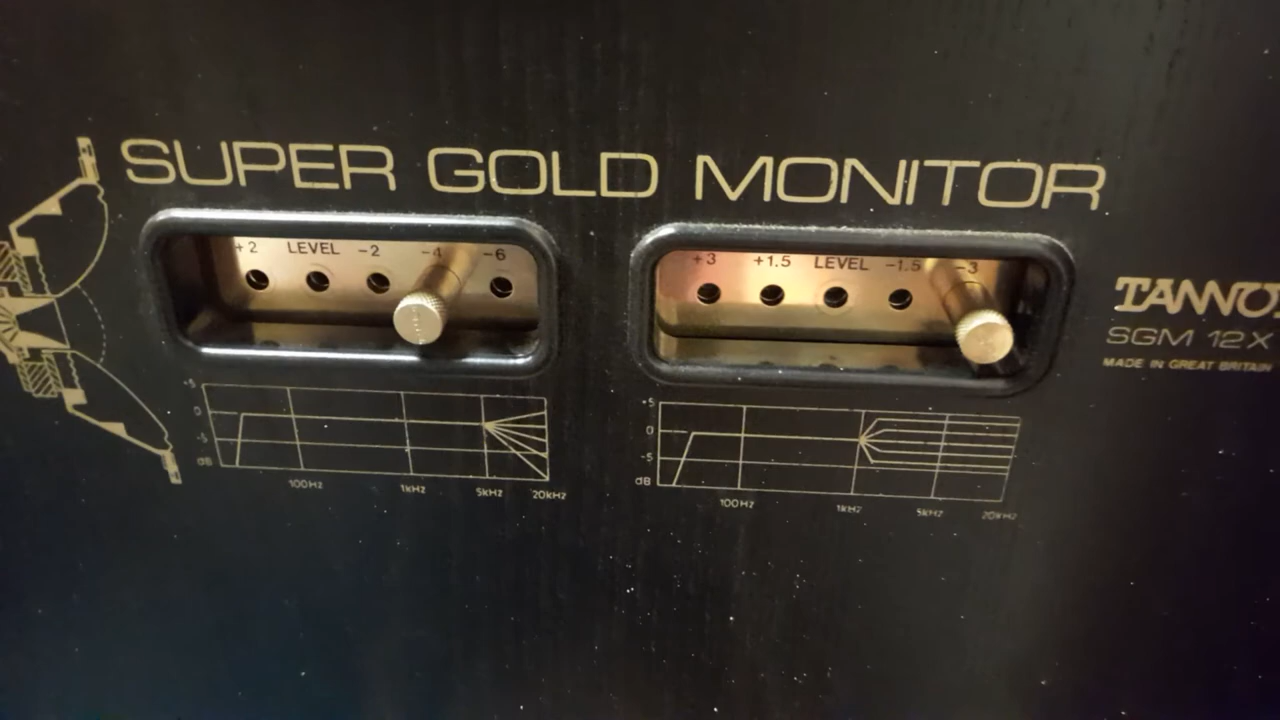 SUPER GOLD MONITOR
+2 LEVEL -2 -4 -6
+3 +1.5 LEVEL -1.5 -3
TANNO
SGM 12X
MADE IN GREAT BRITAIN
+5
0
-5
dB
100Hz 1kHz 5kHz 20kHz
+5
0
-5
dB
100Hz 1kHz 5kHz 20kHz